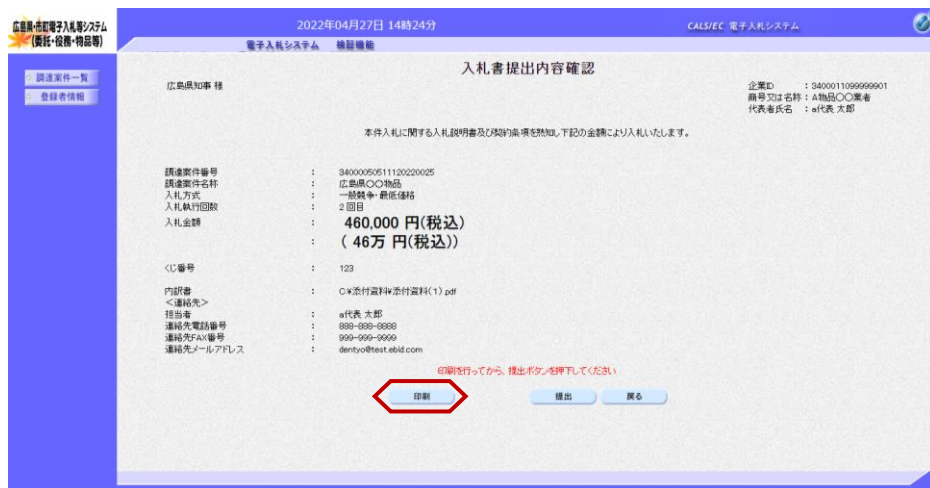 広島県・市町電子入札等システム
(委託・役務・物品等)
2022年04月27日 14時24分
CALS/EC 電子入札システム
電子入札システム 検証機能
調達案件一覧
登録者情報
入札書提出内容確認
広島県知事 様
企業ID : 3400011099999901
商号又は名称 : A物品〇〇業者
代表者氏名 : a代表 太郎
本件入札に関する入札説明書及び契約条項を熟知し、下記の金額により入札いたします。
調達案件番号 : 34000050511120220025
調達案件名称 : 広島県〇〇物品
入札方式 : 一般競争・最低価格
入札執行回数 : 2回目
入札金額 : 460,000 円(税込)
: ( 46万 円(税込))
くじ番号 : 123
内訳書 : C:¥添付資料¥添付資料(1).pdf
<連絡先>
担当者 : a代表 太郎
連絡先電話番号 : 888-888-8888
連絡先FAX番号 : 999-999-9999
連絡先メールアドレス : dentyo@test.ebid.com
印刷を行ってから、提出ボタンを押下してください
印刷 提出 戻る